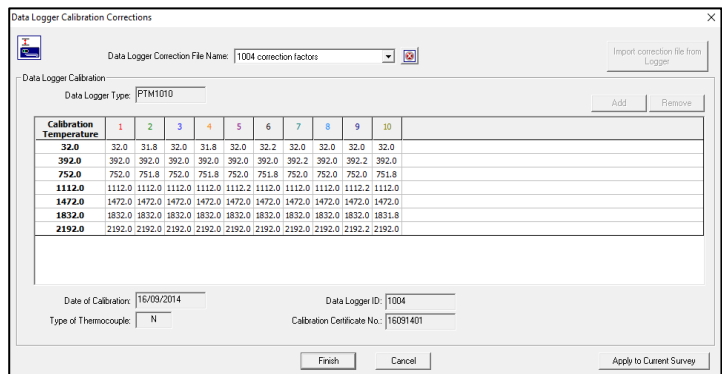 Data Logger Calibration Corrections
Data Logger Correction File Name: 1004 correction factors
Import correction file from
Logger
Data Logger Calibration
Data Logger Type: PTM1010
Add Remove
Calibration
Temperature 1 2 3 4 5 6 7 8 9 10
32.0 32.0 31.8 32.0 31.8 32.0 32.2 32.0 32.0 32.0 32.0
392.0 392.0 392.0 392.0 392.0 392.0 392.0 392.2 392.0 392.2 392.0
752.0 752.0 751.8 752.0 751.8 752.0 751.8 752.0 752.0 752.0 751.8
1112.0 1112.0 1112.0 1112.0 1112.0 1112.2 1112.0 1112.0 1112.0 1112.2 1112.0
1472.0 1472.0 1472.0 1472.0 1472.0 1472.0 1472.0 1472.0 1472.0 1472.0 1472.0
1832.0 1832.0 1832.0 1832.0 1832.0 1832.0 1832.0 1832.0 1832.0 1832.0 1831.8
2192.0 2192.0 2192.0 2192.0 2192.0 2192.0 2192.0 2192.0 2192.0 2192.2 2192.0
Date of Calibration: 16/09/2014 Data Logger ID: 1004
Type of Thermocouple: N Calibration Certificate No.: 16091401
Finish Cancel Apply to Current Survey